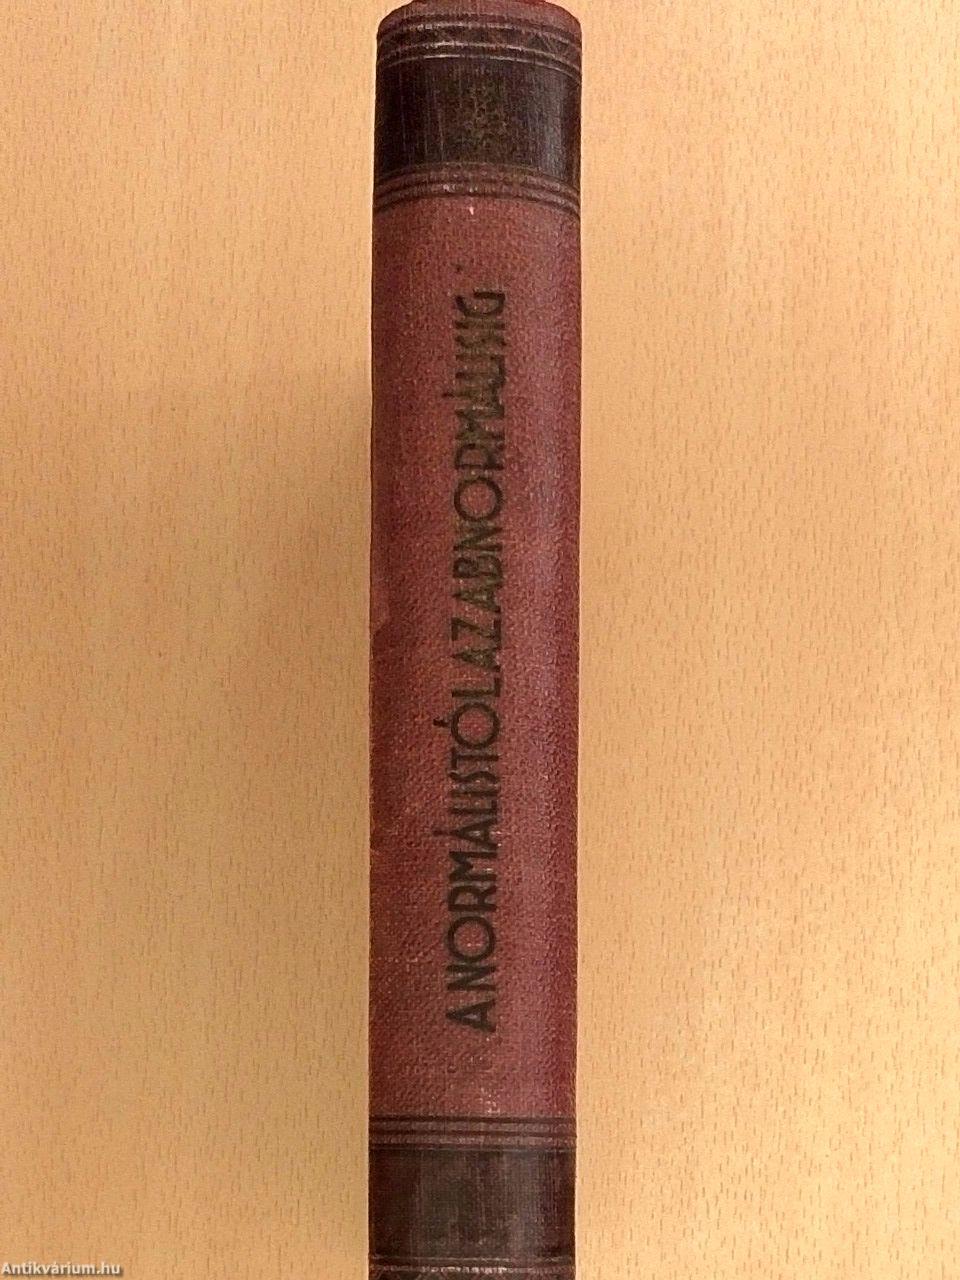 A NORMÁLISTÓL AZ ABNORMÁLISIG
Antikvárium.hu